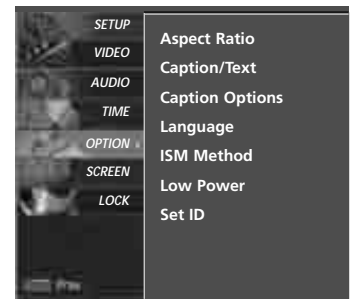 SETUP
VIDEO
AUDIO
TIME
OPTION
SCREEN
LOCK
Aspect Ratio
Caption/Text
Caption Options
Language
ISM Method
Low Power
Set ID